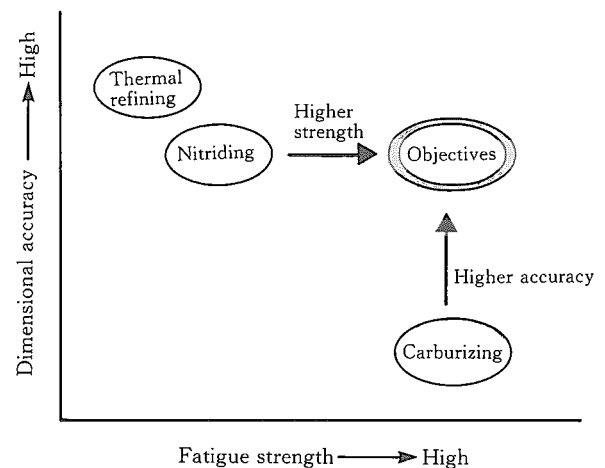 Dimensional accuracy → High
Thermal
refining
Nitriding
Higher
strength
Objectives
Higher accuracy
Carburizing
Fatigue strength → High